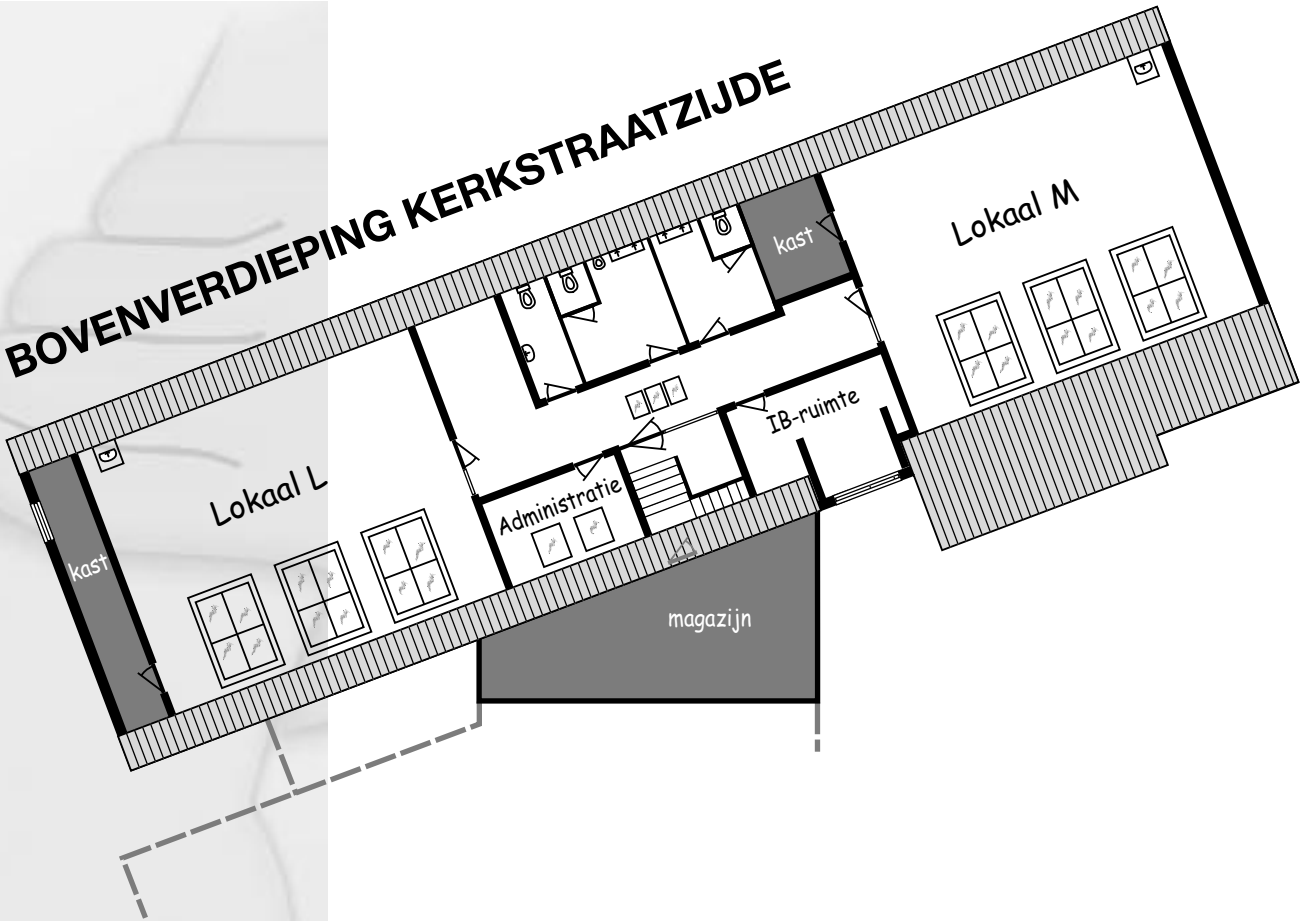 BOVENVERDIEPING KERKSTRAATZIJDE
Lokaal M
kast
IB-ruimte
Lokaal L
Administratie
kast
magazijn